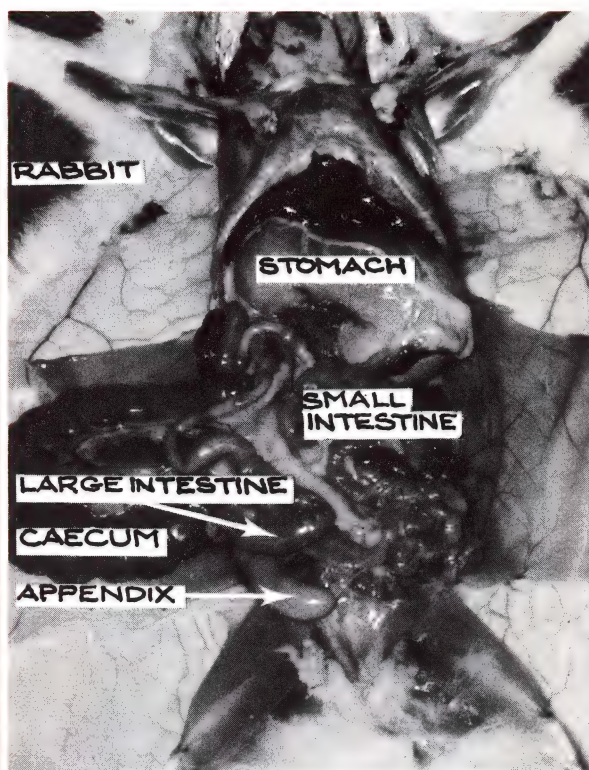 RABBIT
STOMACH
SMALL
INTESTINE
LARGE INTESTINE
CAECUM
APPENDIX